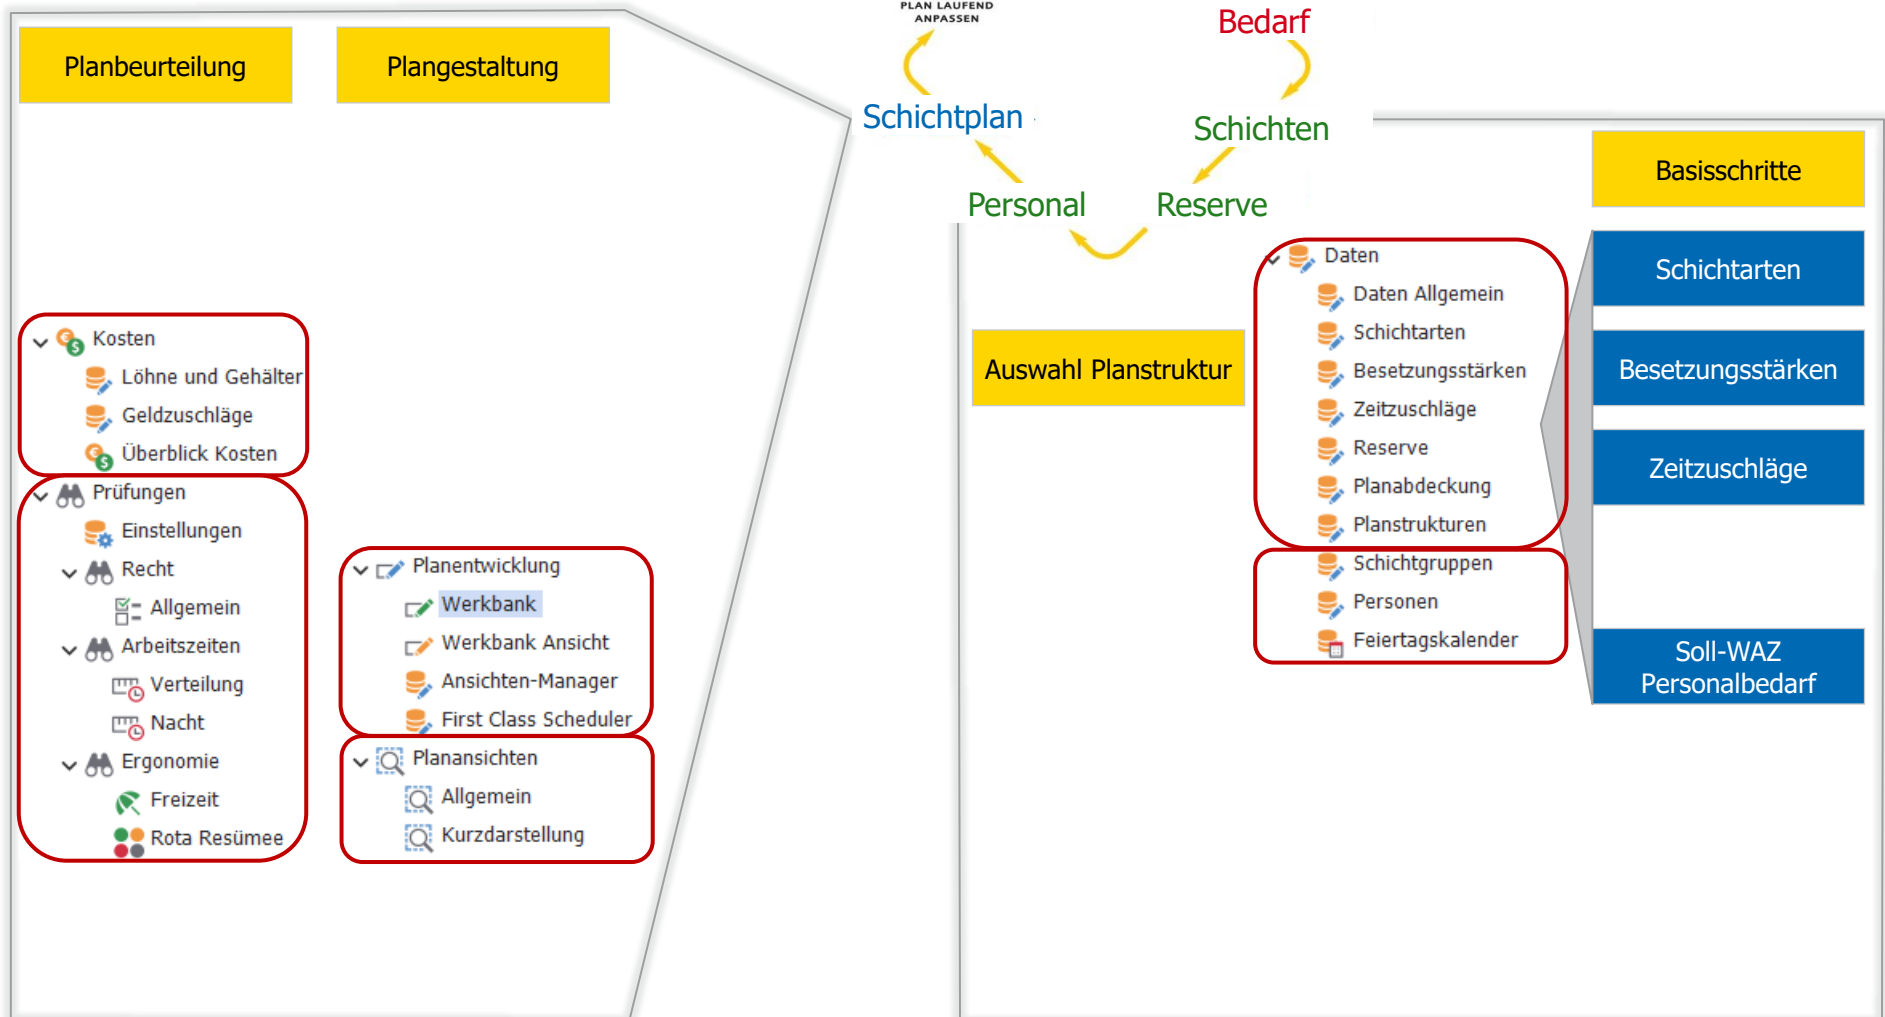 PLAN LAUFEND
ANPASSEN
Bedarf
Schichten
Reserve
Personal
Schichtplan
Planbeurteilung
Plangestaltung
Kosten
Löhne und Gehälter
Geldzuschläge
Überblick Kosten
Prüfungen
Einstellungen
Recht
Allgemein
Arbeitszeiten
Verteilung
Nacht
Ergonomie
Freizeit
Rota Resümee
Planentwicklung
Werkbank
Werkbank Ansicht
Ansichten-Manager
First Class Scheduler
Planansichten
Allgemein
Kurzdarstellung
Auswahl Planstruktur
Daten
Daten Allgemein
Schichtarten
Besetzungsstärken
Zeitzuschläge
Reserve
Planabdeckung
Planstrukturen
Schichtgruppen
Personen
Feiertagskalender
Basisschritte
Schichtarten
Besetzungsstärken
Zeitzuschläge
Soll-WAZ
Personalbedarf